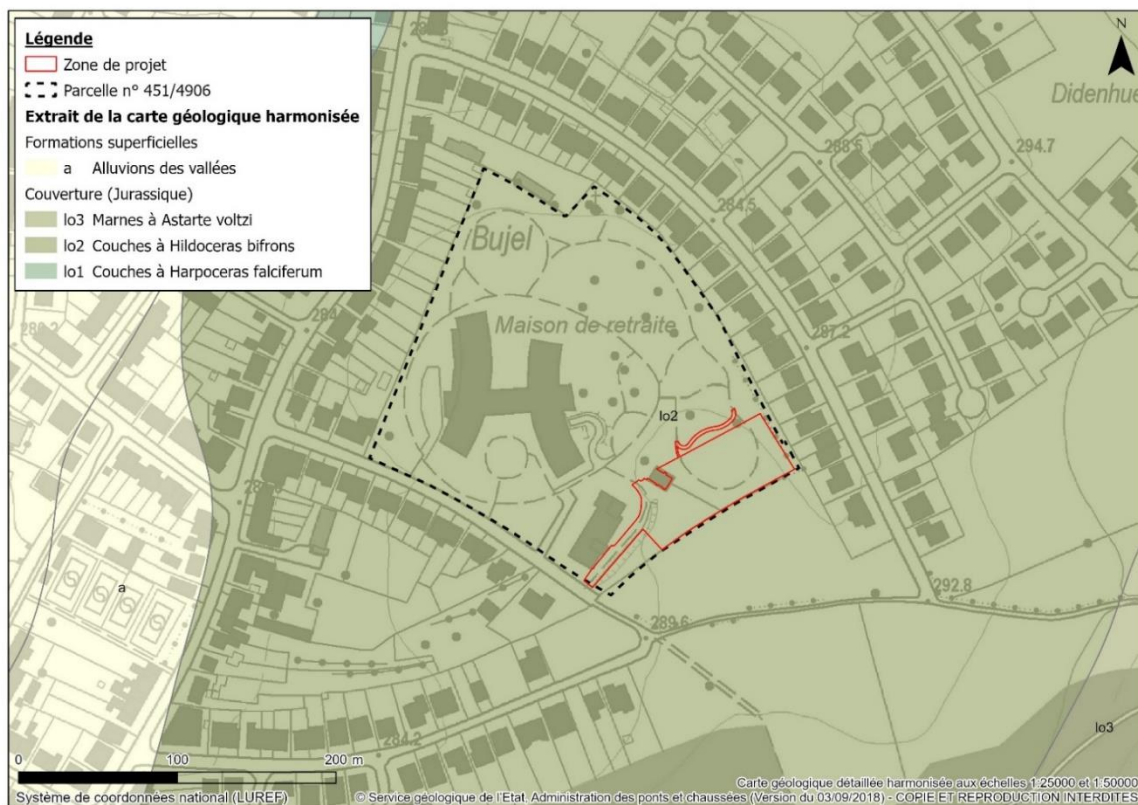 Légende
Zone de projet
Parcelle n° 451/4906
Extrait de la carte géologique harmonisée
Formations superficielles
a Alluvions des vallées
Couverture (Jurassique)
lo3 Marnes à Astarte voltzi
lo2 Couches à Hildoceras bifrons
lo1 Couches à Harpoceras falciferum
N
Didenhue
294.7
288.5
284.5
Bujel
Maison de retraite
287.2
lo2
a
292.8
289.6
284.2
lo3
0 100 200 m
Système de coordonnées national (LUREF)
Carte géologique détaillée harmonisée aux échelles 1:25000 et 1:50000
© Service géologique de l'Etat. Administration des ponts et chaussées (Version du 03/09/2018) - COPIE ET REPRODUCTION INTERDITES